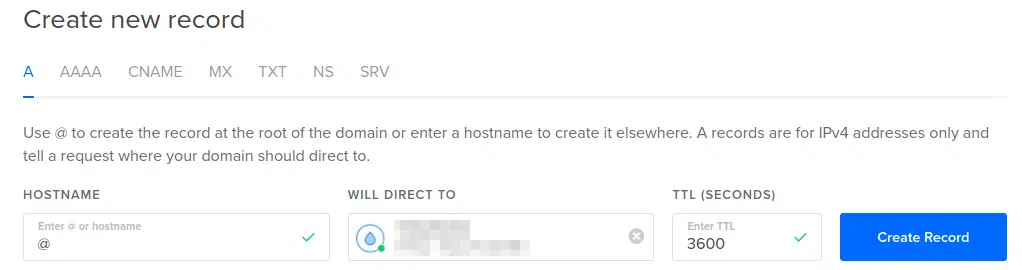 Create new record
A AAAA CNAME MX TXT NS SRV
Use @ to create the record at the root of the domain or enter a hostname to create it elsewhere. A records are for IPv4 addresses only and
tell a request where your domain should direct to.
HOSTNAME WILL DIRECT TO TTL (SECONDS)
Enter @ or hostname Enter TTL
@ 3600 Create Record